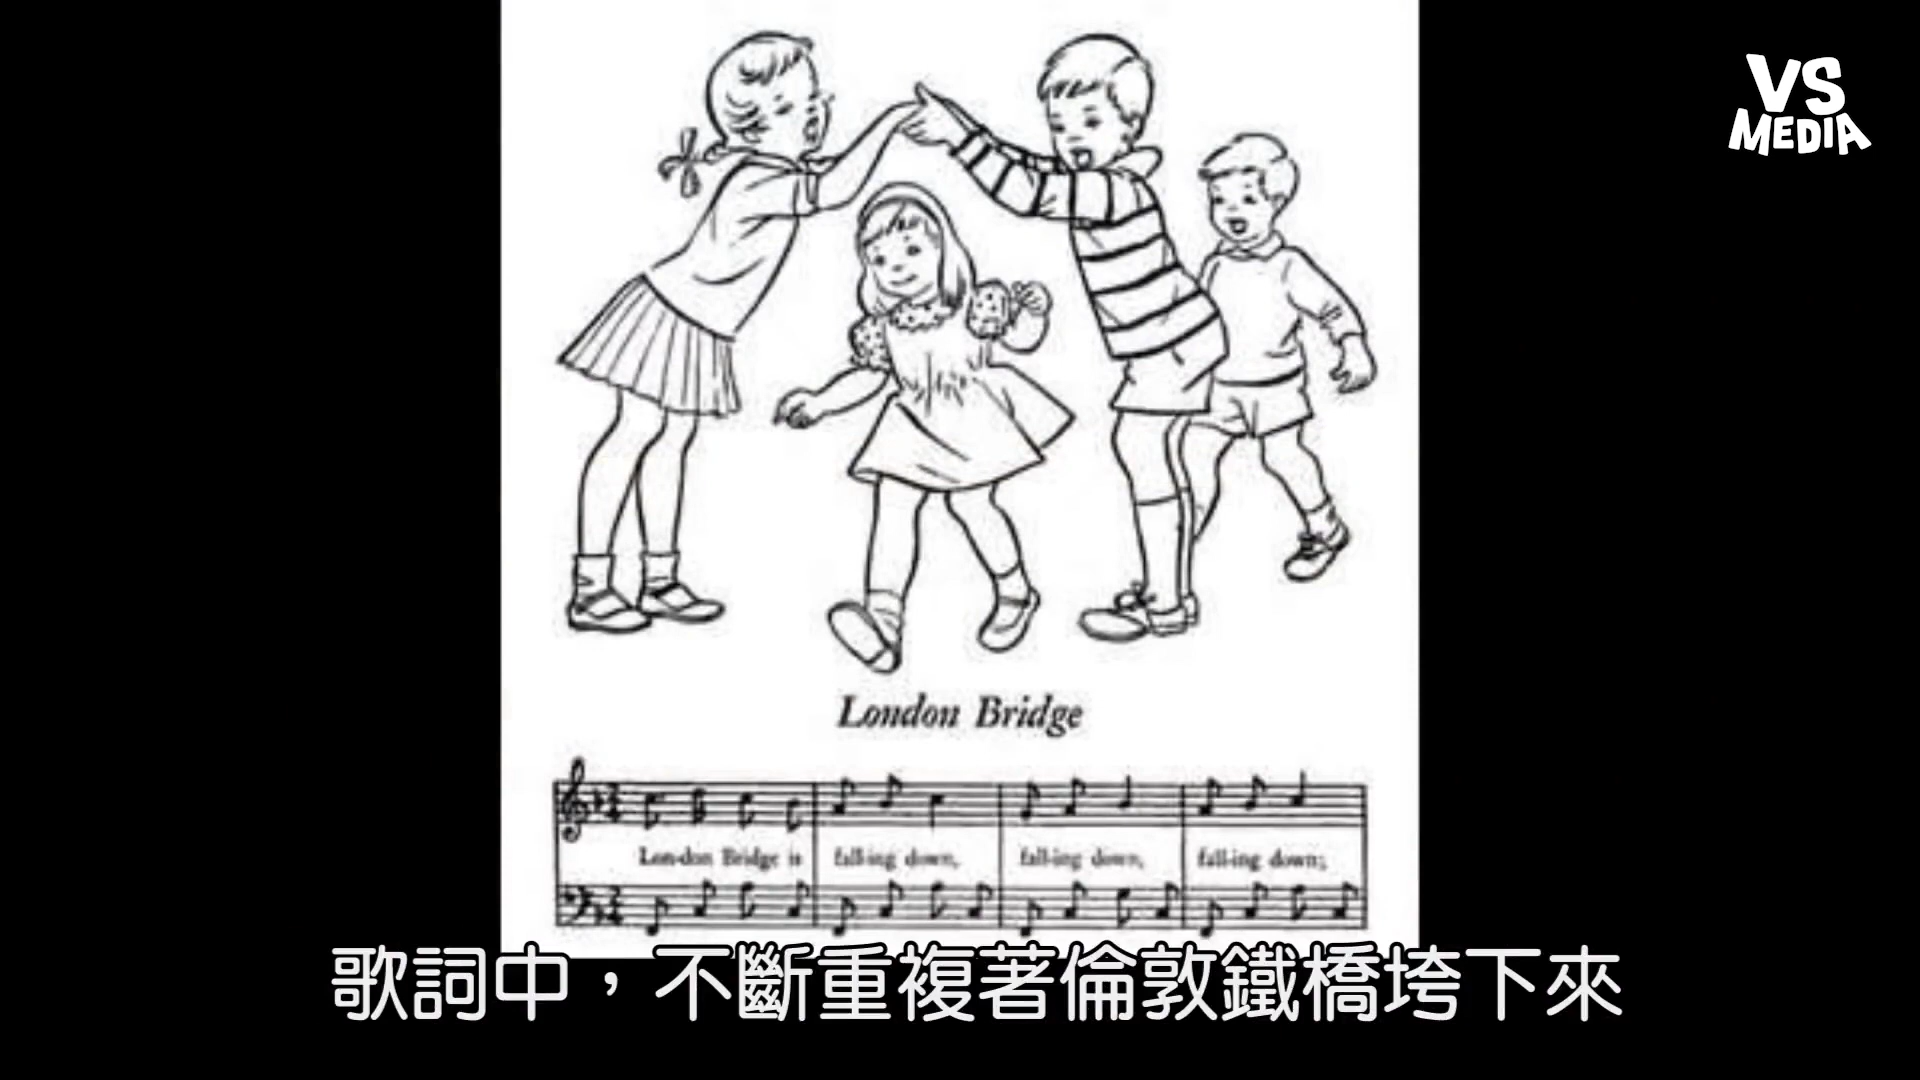 VS
MEDIA
London Bridge
Lon-don Bridge is fall-ing down, fall-ing down, fall-ing down;
歌詞中，不斷重複著倫敦鐵橋垮下來